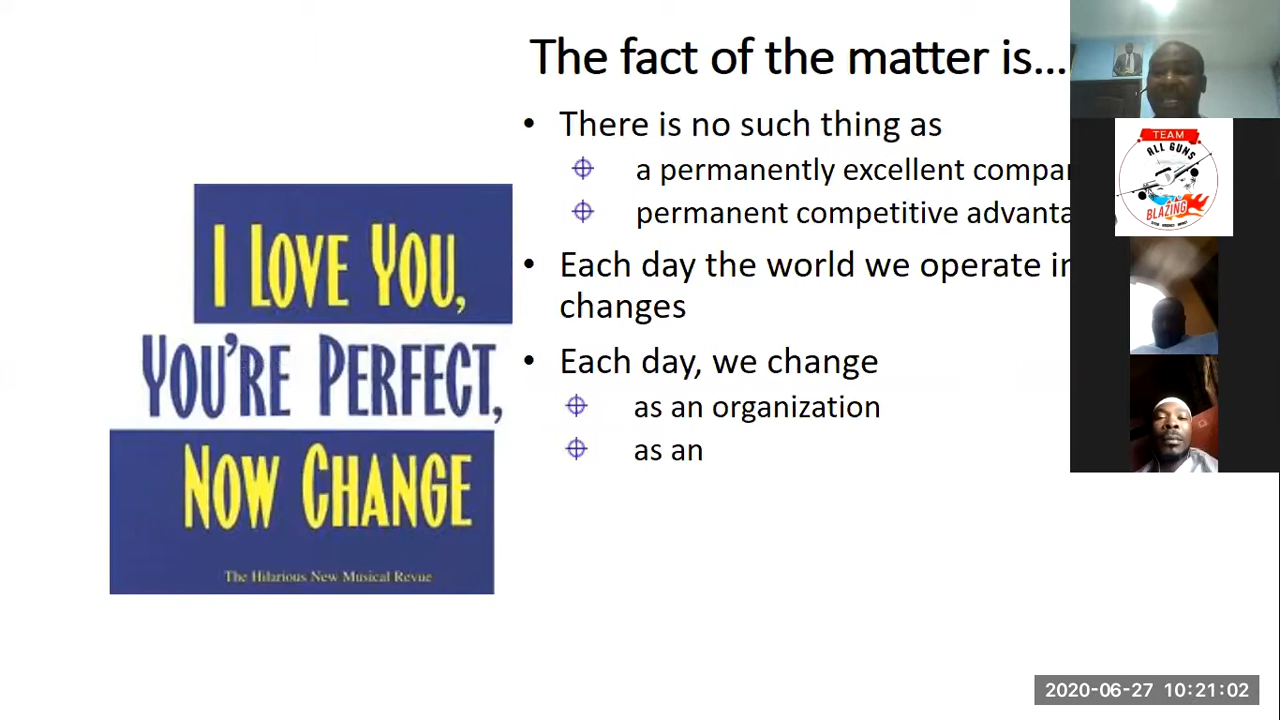 The fact of the matter is...
• There is no such thing as
a permanently excellent compan
permanent competitive advanta
• Each day the world we operate in
changes
• Each day, we change
as an organization
as an
I LOVE YOU,
YOU'RE PERFECT,
NOW CHANGE
The Hilarious New Musical Revue
TEAM
ALL GUNS
BLAZING
2020-06-27 10:21:02